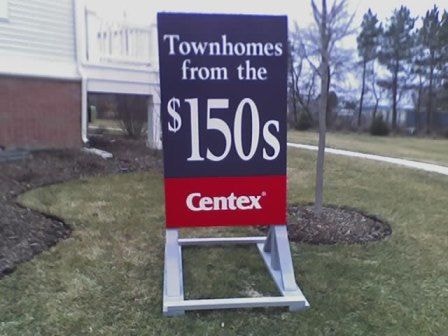 Townhomes
from the
$150s
Centex®